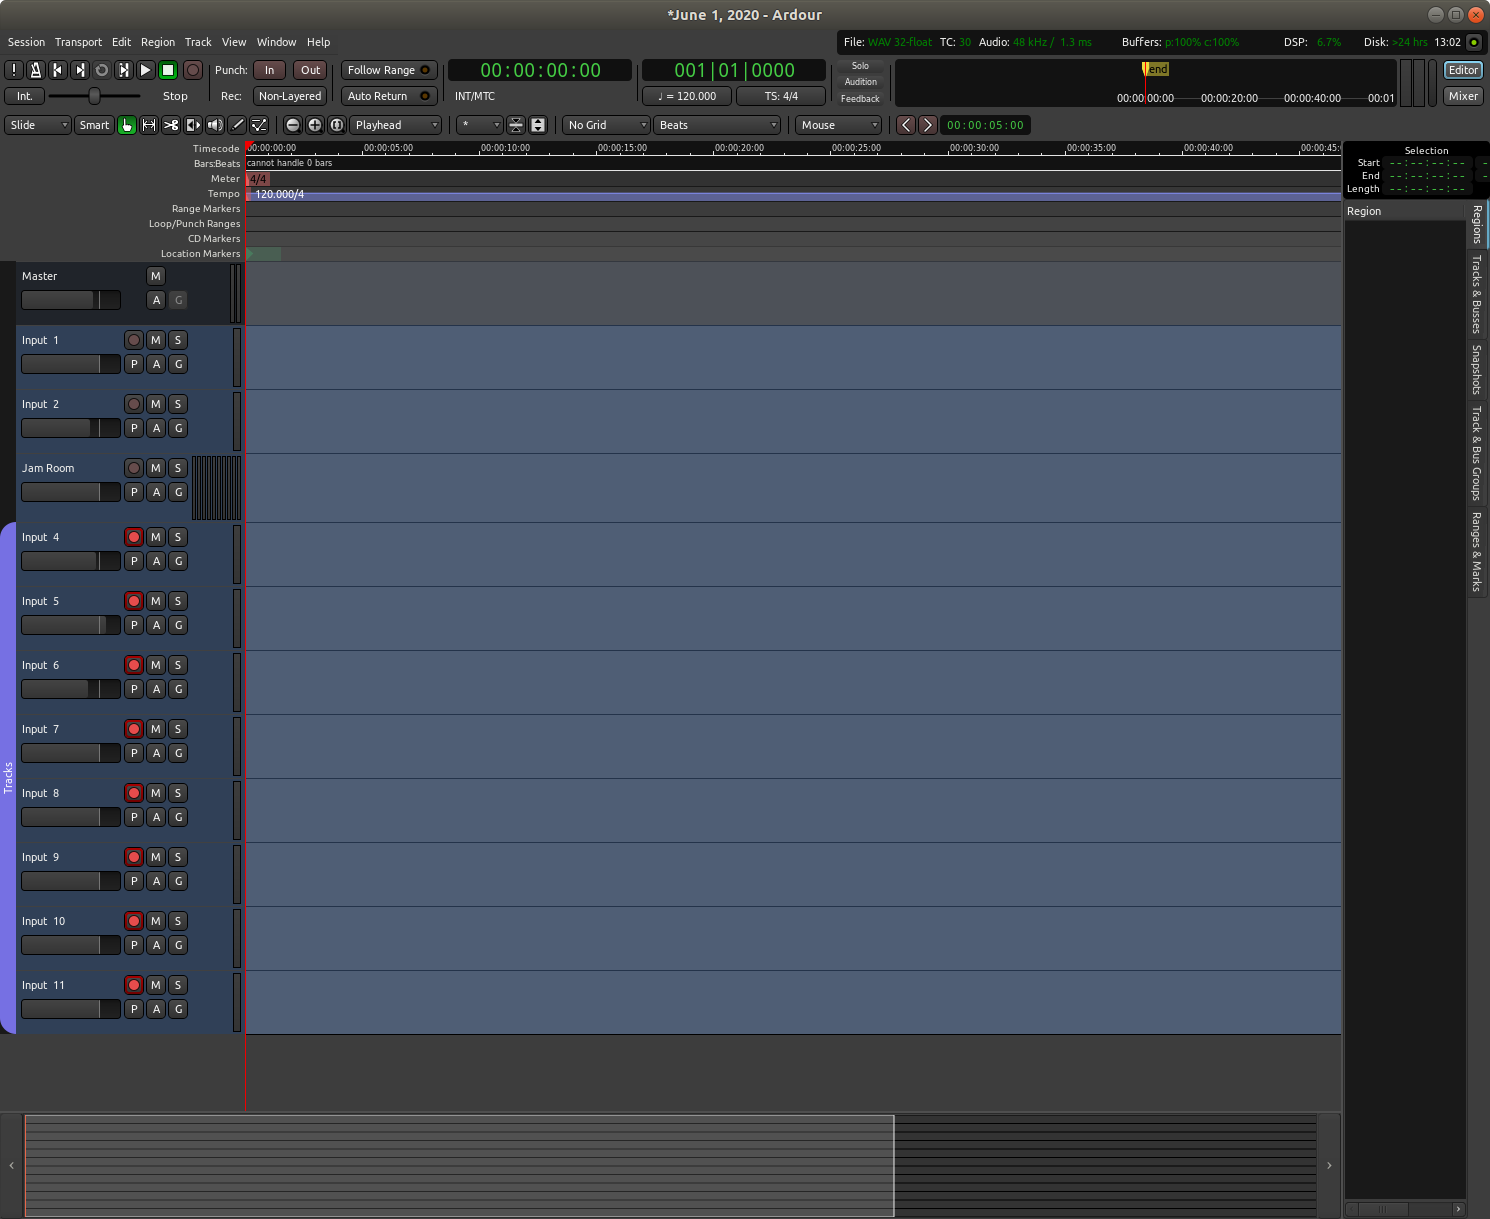 *June 1, 2020 - Ardour
Session Transport Edit Region Track View Window Help
File: WAV 32-float TC: 30 Audio: 48 kHz / 1.3 ms Buffers: p:100% c:100% DSP: 6.7% Disk: >24 hrs 13:02
! Punch: In Out Follow Range 00:00:00:00 001|01|0000 Solo Audition Feedback end Editor
Int. Stop Rec: Non-Layered Auto Return INT/MTC ♩ = 120.000 TS: 4/4 00:00:00:00 00:00:20:00 00:00:40:00 00:01 Mixer
Slide Smart Playhead * No Grid Beats Mouse 00:00:05:00
Timecode 00:00:00:00 00:00:05:00 00:00:10:00 00:00:15:00 00:00:20:00 00:00:25:00 00:00:30:00 00:00:35:00 00:00:40:00 00:00:45:
Bars:Beats cannot handle 0 bars
Meter 4/4
Tempo 120.000/4
Range Markers
Loop/Punch Ranges
CD Markers
Location Markers
Selection
Start --:--:--:-- -
End --:--:--:-- -
Length --:--:--:--
Region
Regions
Tracks & Busses
Snapshots
Track & Bus Groups
Ranges & Marks
Master M
A G
Input 1 M S
P A G
Input 2 M S
P A G
Jam Room M S
P A G
Input 4 M S
P A G
Input 5 M S
P A G
Input 6 M S
P A G
Input 7 M S
P A G
Tracks
Input 8 M S
P A G
Input 9 M S
P A G
Input 10 M S
P A G
Input 11 M S
P A G